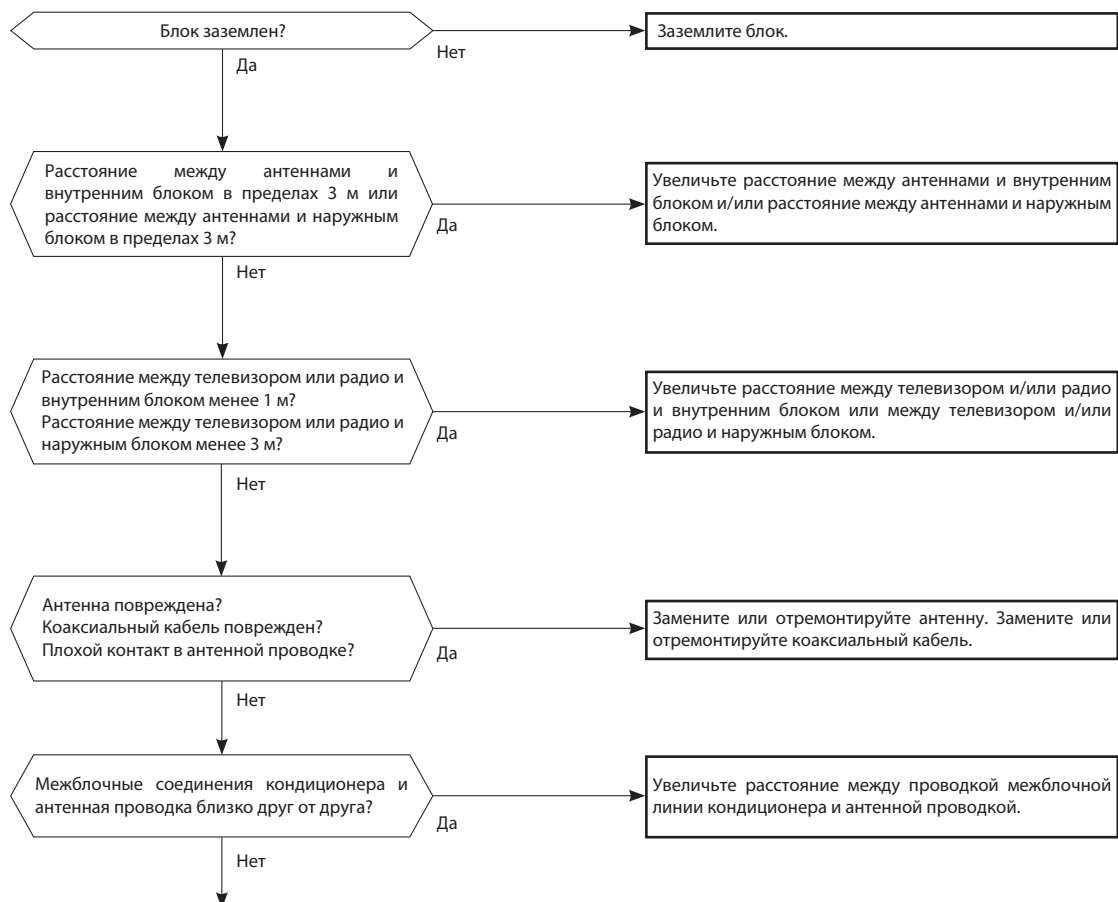 Блок заземлен?
Нет
Заземлите блок.
Да
Расстояние между антеннами и
внутренним блоком в пределах 3 м или
расстояние между антеннами и наружным
блоком в пределах 3 м?
Да
Увеличьте расстояние между антеннами и внутренним
блоком и/или расстояние между антеннами и наружным
блоком.
Нет
Расстояние между телевизором или радио и
внутренним блоком менее 1 м?
Расстояние между телевизором или радио и
наружным блоком менее 3 м?
Да
Увеличьте расстояние между телевизором и/или радио
и внутренним блоком или между телевизором и/или
радио и наружным блоком.
Нет
Антенна повреждена?
Коаксиальный кабель поврежден?
Плохой контакт в антенной проводке?
Да
Замените или отремонтируйте антенну. Замените или
отремонтируйте коаксиальный кабель.
Нет
Межблочные соединения кондиционера и
антенная проводка близко друг от друга?
Да
Увеличьте расстояние между проводкой межблочной
линии кондиционера и антенной проводкой.
Нет